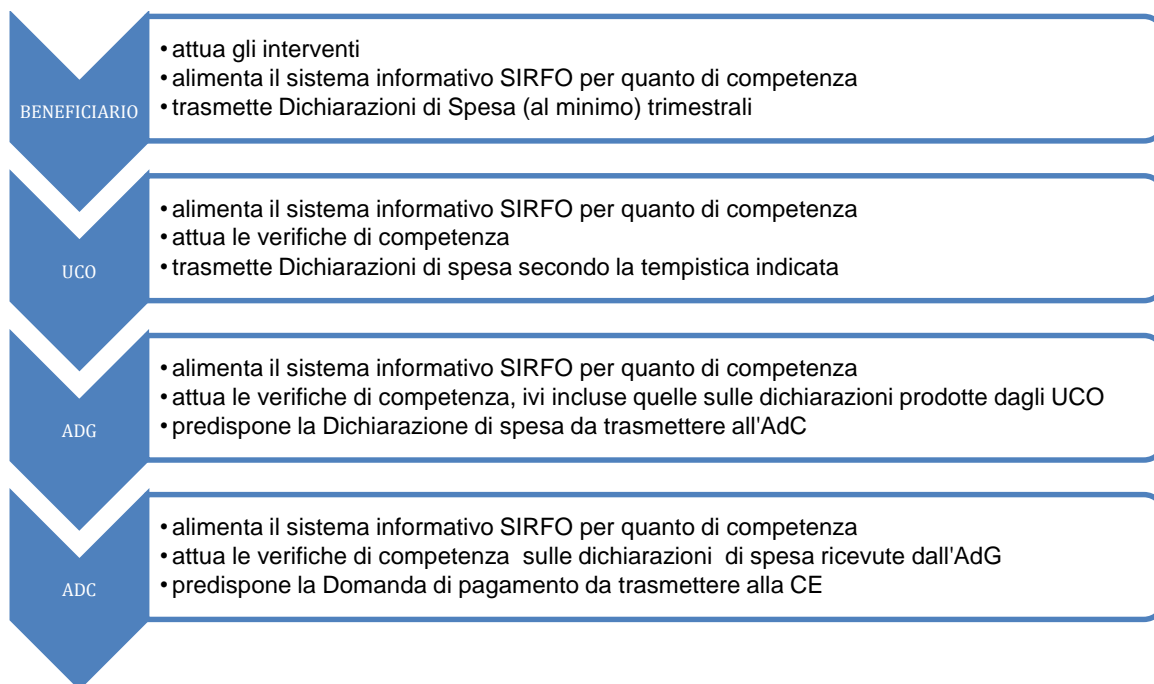 BENEFICIARIO
• attua gli interventi
• alimenta il sistema informativo SIRFO per quanto di competenza
• trasmette Dichiarazioni di Spesa (al minimo) trimestrali
UCO
• alimenta il sistema informativo SIRFO per quanto di competenza
• attua le verifiche di competenza
• trasmette Dichiarazioni di spesa secondo la tempistica indicata
ADG
• alimenta il sistema informativo SIRFO per quanto di competenza
• attua le verifiche di competenza, ivi incluse quelle sulle dichiarazioni prodotte dagli UCO
• predispone la Dichiarazione di spesa da trasmettere all'AdC
ADC
• alimenta il sistema informativo SIRFO per quanto di competenza
• attua le verifiche di competenza  sulle dichiarazioni  di spesa ricevute dall'AdG
• predispone la Domanda di pagamento da trasmettere alla CE